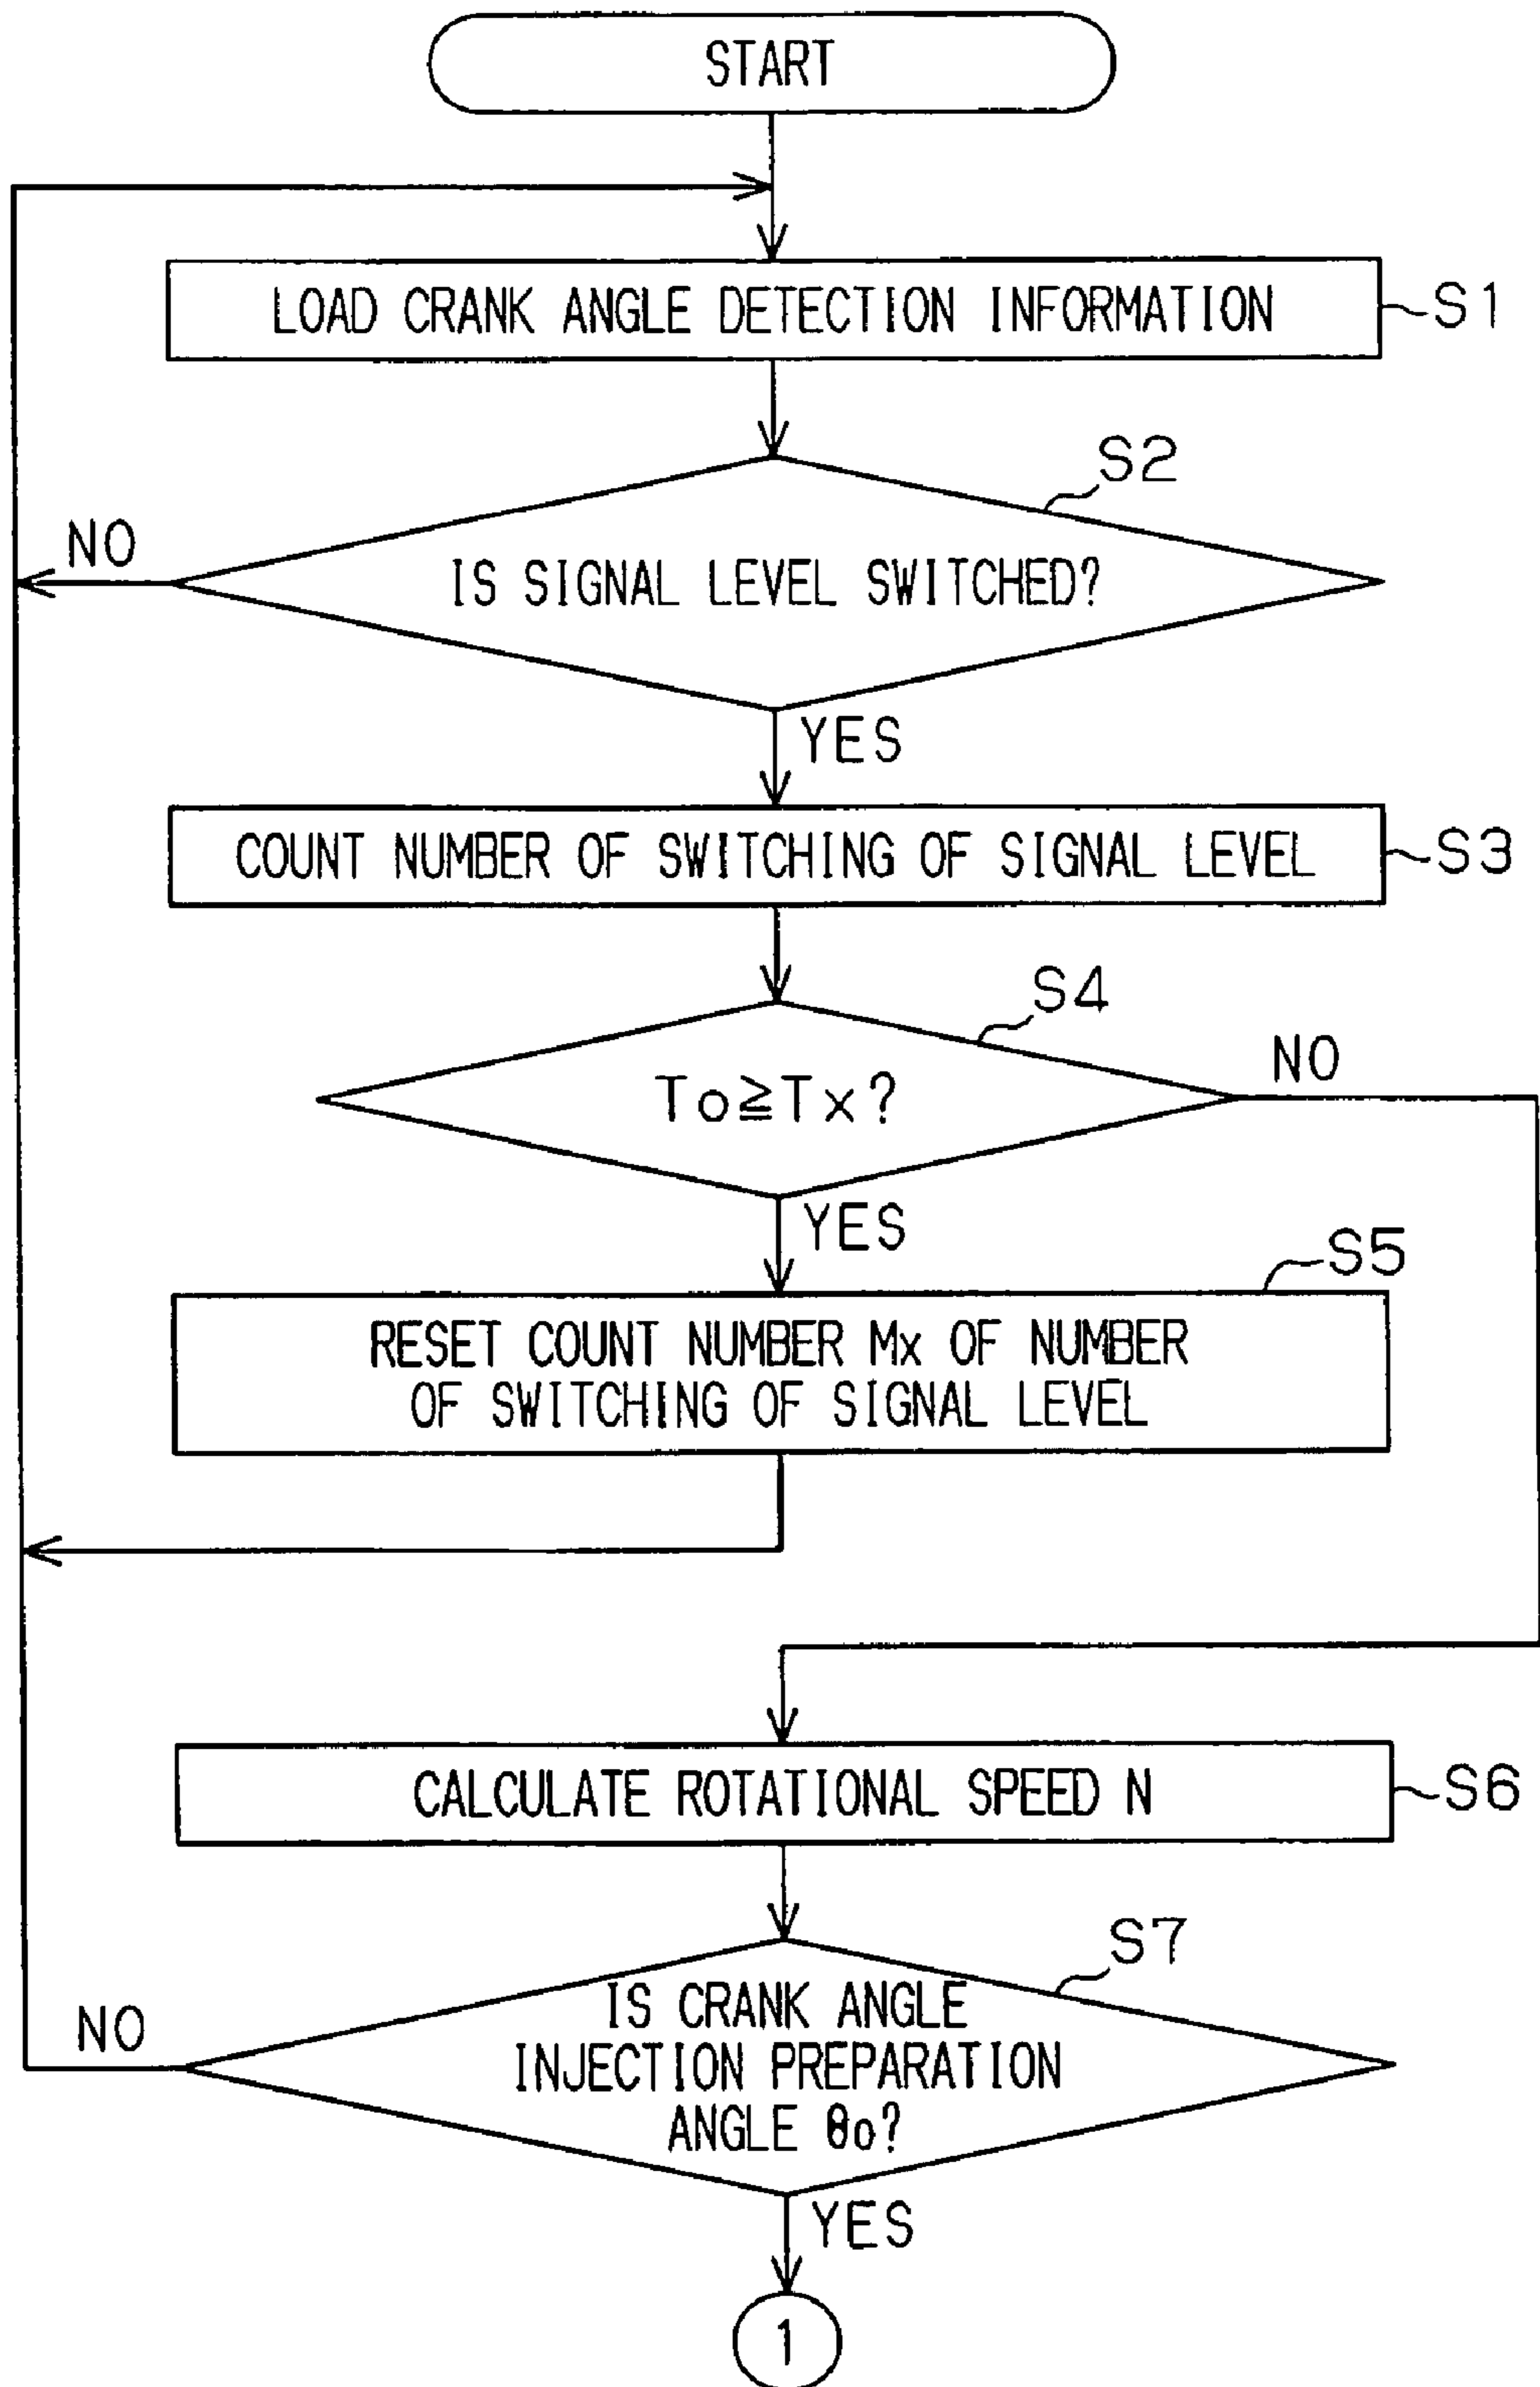 START
LOAD CRANK ANGLE DETECTION INFORMATION
S1
S2
NO
IS SIGNAL LEVEL SWITCHED?
YES
COUNT NUMBER OF SWITCHING OF SIGNAL LEVEL
S3
S4
NO
To≧Tx?
YES
S5
RESET COUNT NUMBER Mx OF NUMBER
OF SWITCHING OF SIGNAL LEVEL
CALCULATE ROTATIONAL SPEED N
S6
S7
NO
IS CRANK ANGLE
INJECTION PREPARATION
ANGLE θo?
YES
1